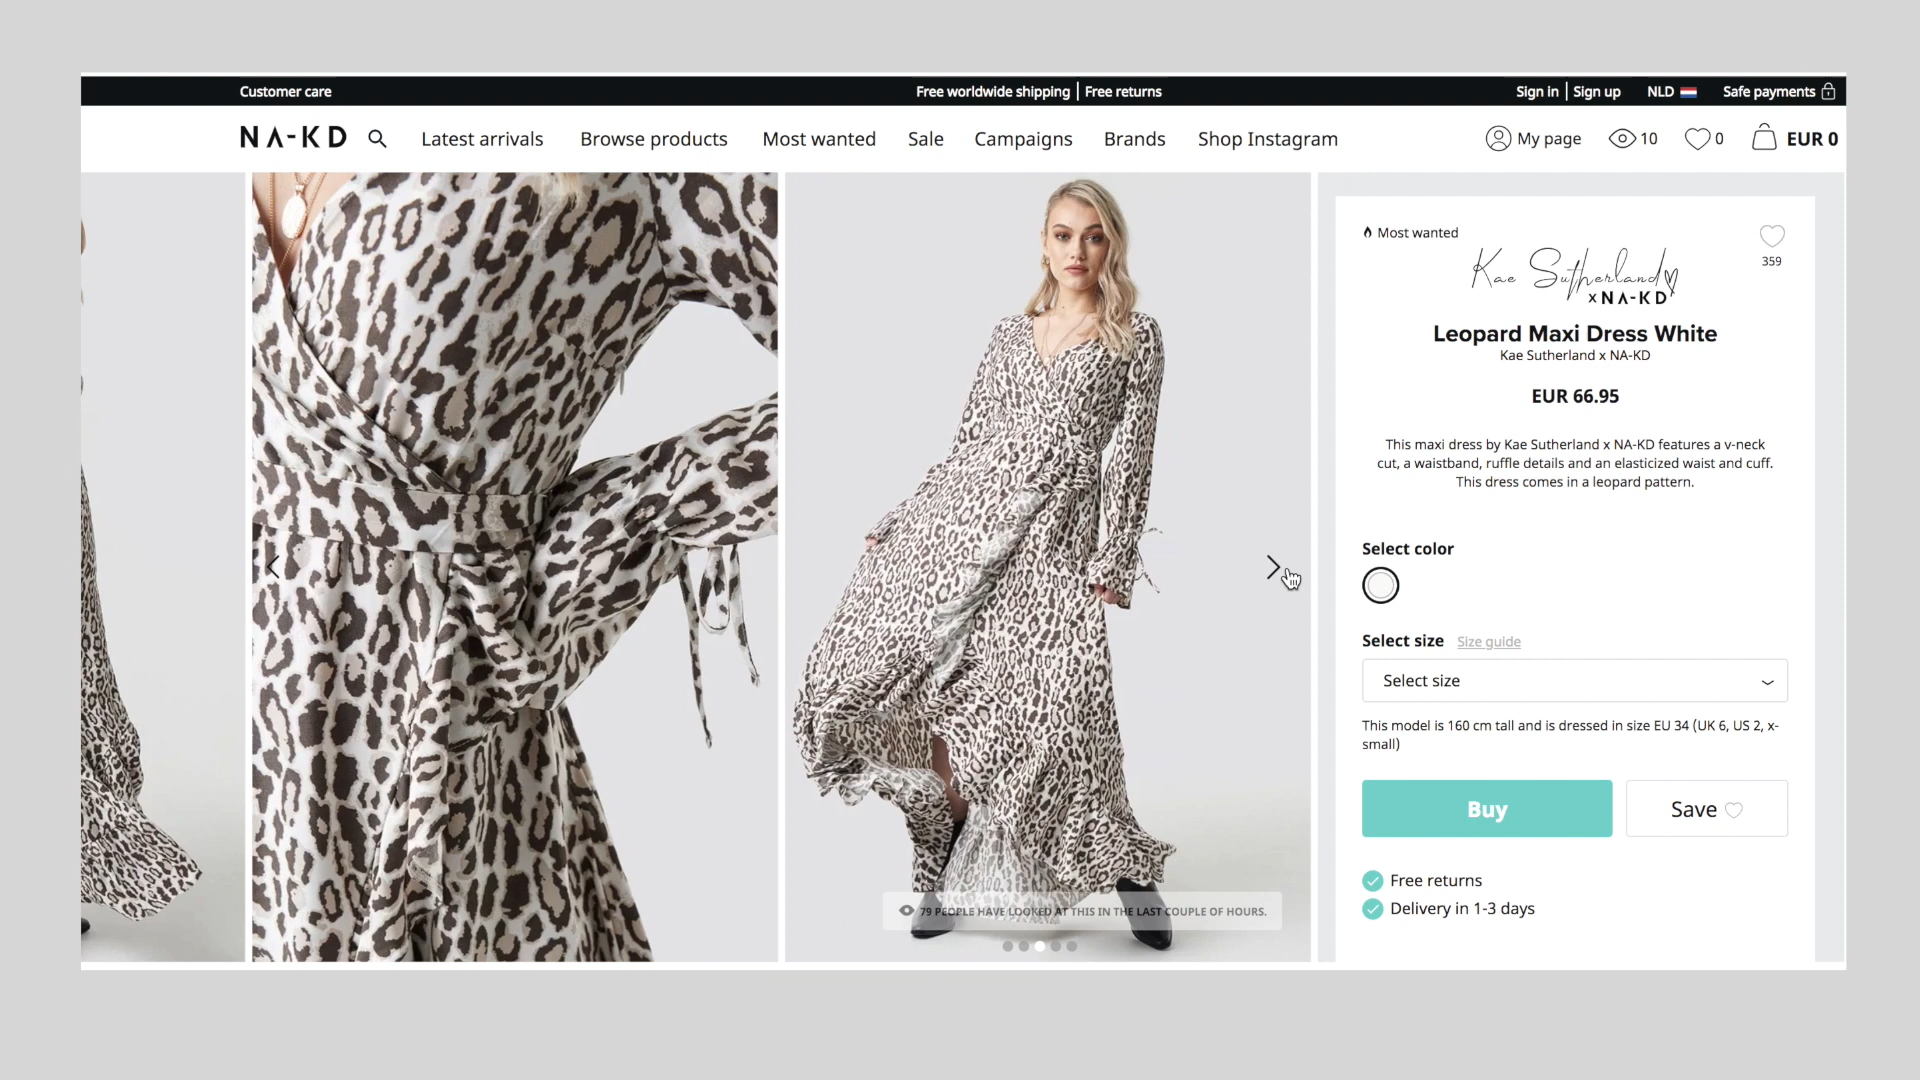 Customer care
Free worldwide shipping | Free returns
Sign in | Sign up
NLD
Safe payments
NA-KD
Latest arrivals
Browse products
Most wanted
Sale
Campaigns
Brands
Shop Instagram
My page
10
0
EUR 0
Most wanted
359
Kae Sutherland
x NA-KD
Leopard Maxi Dress White
Kae Sutherland x NA-KD
EUR 66.95
This maxi dress by Kae Sutherland x NA-KD features a v-neck
cut, a waistband, ruffle details and an elasticized waist and cuff.
This dress comes in a leopard pattern.
Select color
Select size Size guide
Select size
This model is 160 cm tall and is dressed in size EU 34 (UK 6, US 2, x-
small)
Buy
Save
Free returns
Delivery in 1-3 days
79 PEOPLE HAVE LOOKED AT THIS IN THE LAST COUPLE OF HOURS.